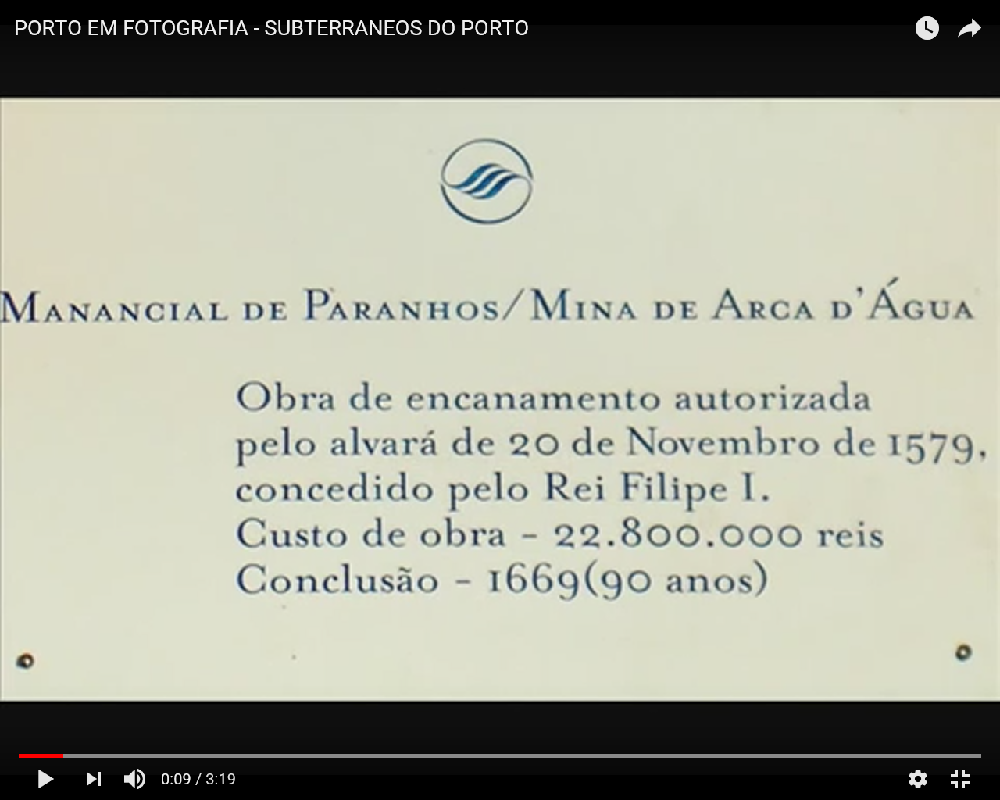 PORTO EM FOTOGRAFIA - SUBTERRANEOS DO PORTO
MANANCIAL DE PARANHOS/MINA DE ARCA D'ÁGUA
Obra de encanamento autorizada
pelo alvará de 20 de Novembro de 1579,
concedido pelo Rei Filipe I.
Custo de obra - 22.800.000 reis
Conclusão - 1669(90 anos)
0:09 / 3:19